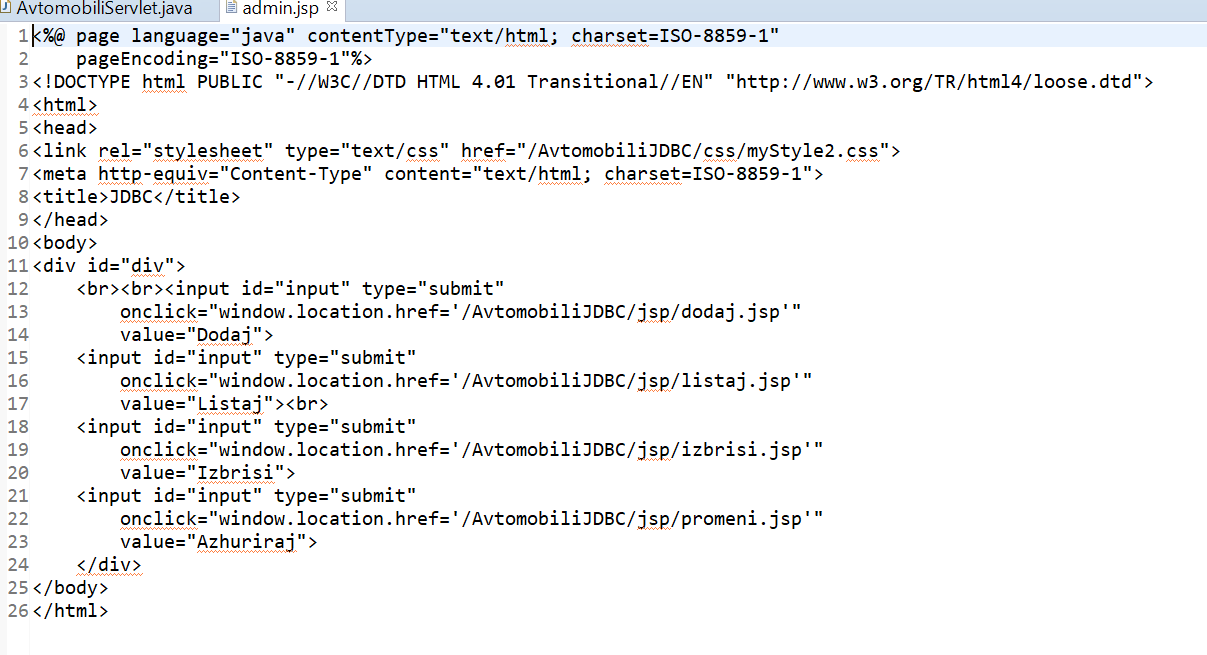 AvtomobiliServlet.java admin.jsp
1 <%@ page language="java" contentType="text/html; charset=ISO-8859-1"
2 pageEncoding="ISO-8859-1"%>
3 <!DOCTYPE html PUBLIC "-//W3C//DTD HTML 4.01 Transitional//EN" "http://www.w3.org/TR/html4/loose.dtd">
4 <html>
5 <head>
6 <link rel="stylesheet" type="text/css" href="/AvtomobiliJDBC/css/myStyle2.css">
7 <meta http-equiv="Content-Type" content="text/html; charset=ISO-8859-1">
8 <title>JDBC</title>
9 </head>
10 <body>
11 <div id="div">
12 <br><br><input id="input" type="submit"
13 onclick="window.location.href='/AvtomobiliJDBC/jsp/dodaj.jsp'"
14 value="Dodaj">
15 <input id="input" type="submit"
16 onclick="window.location.href='/AvtomobiliJDBC/jsp/listaj.jsp'"
17 value="Listaj"><br>
18 <input id="input" type="submit"
19 onclick="window.location.href='/AvtomobiliJDBC/jsp/izbrisi.jsp'"
20 value="Izbrisi">
21 <input id="input" type="submit"
22 onclick="window.location.href='/AvtomobiliJDBC/jsp/promeni.jsp'"
23 value="Azhuriraj">
24 </div>
25 </body>
26 </html>